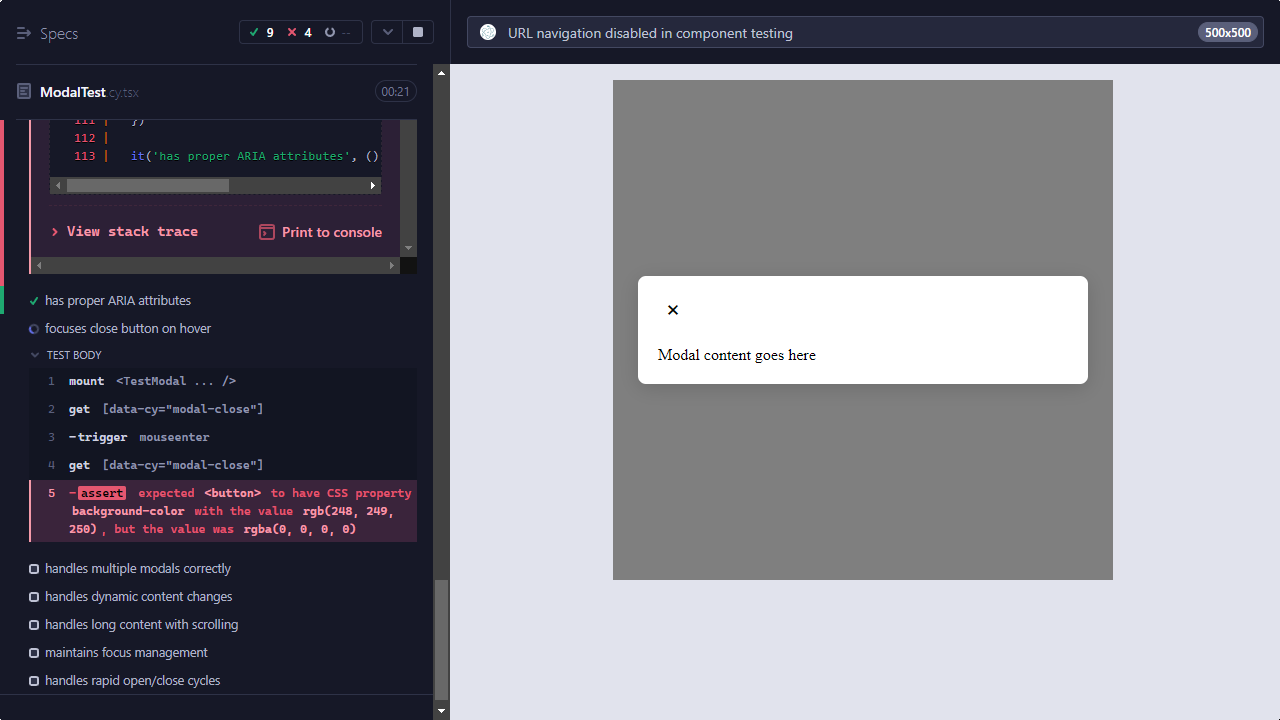 Specs
9 4 --
URL navigation disabled in component testing
500x500
ModalTest.cy.tsx
00:21
111 | })
112 |
113 | it('has proper ARIA attributes', ()
View stack trace
Print to console
has proper ARIA attributes
focuses close button on hover
TEST BODY
1 mount <TestModal ... />
2 get [data-cy="modal-close"]
3 -trigger mouseenter
4 get [data-cy="modal-close"]
5 -assert expected <button> to have CSS property
background-color with the value rgb(248, 249,
250), but the value was rgba(0, 0, 0, 0)
handles multiple modals correctly
handles dynamic content changes
handles long content with scrolling
maintains focus management
handles rapid open/close cycles
×
Modal content goes here